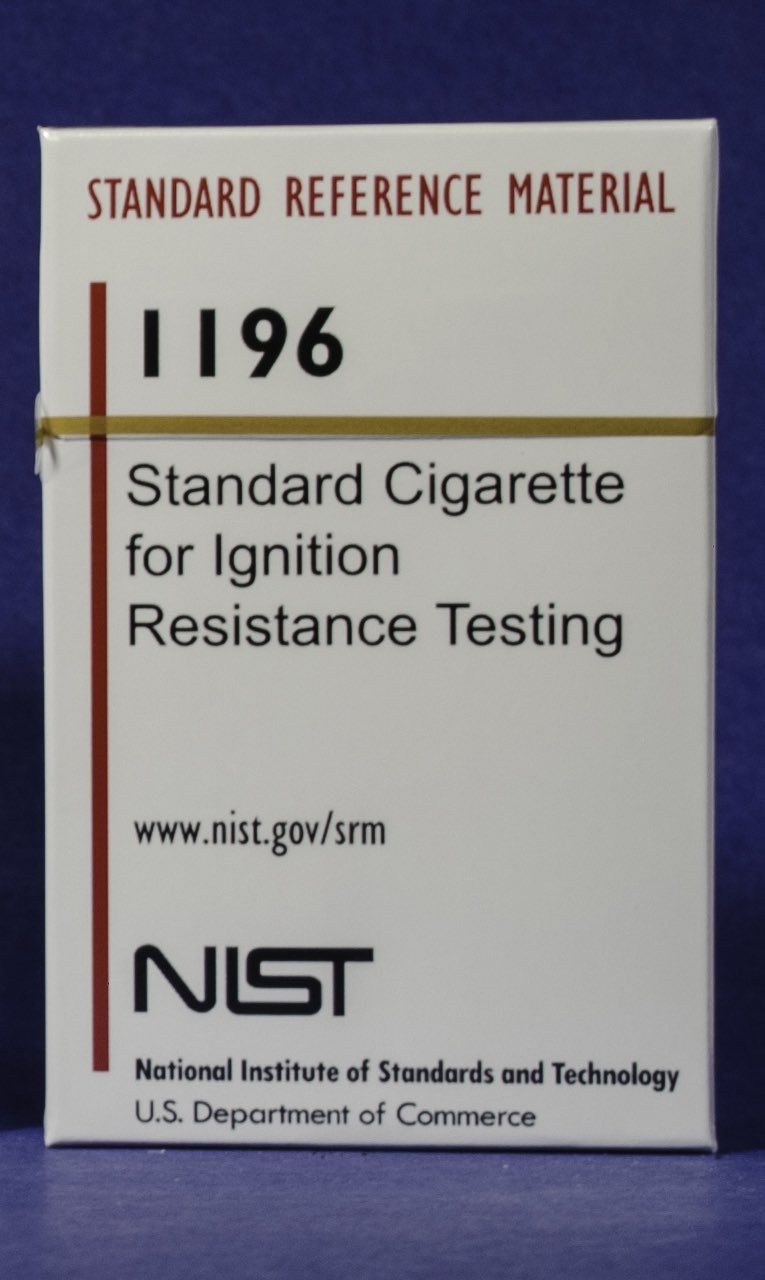 STANDARD REFERENCE MATERIAL
1196
Standard Cigarette
for Ignition
Resistance Testing
www.nist.gov/srm
NIST
National Institute of Standards and Technology
U.S. Department of Commerce